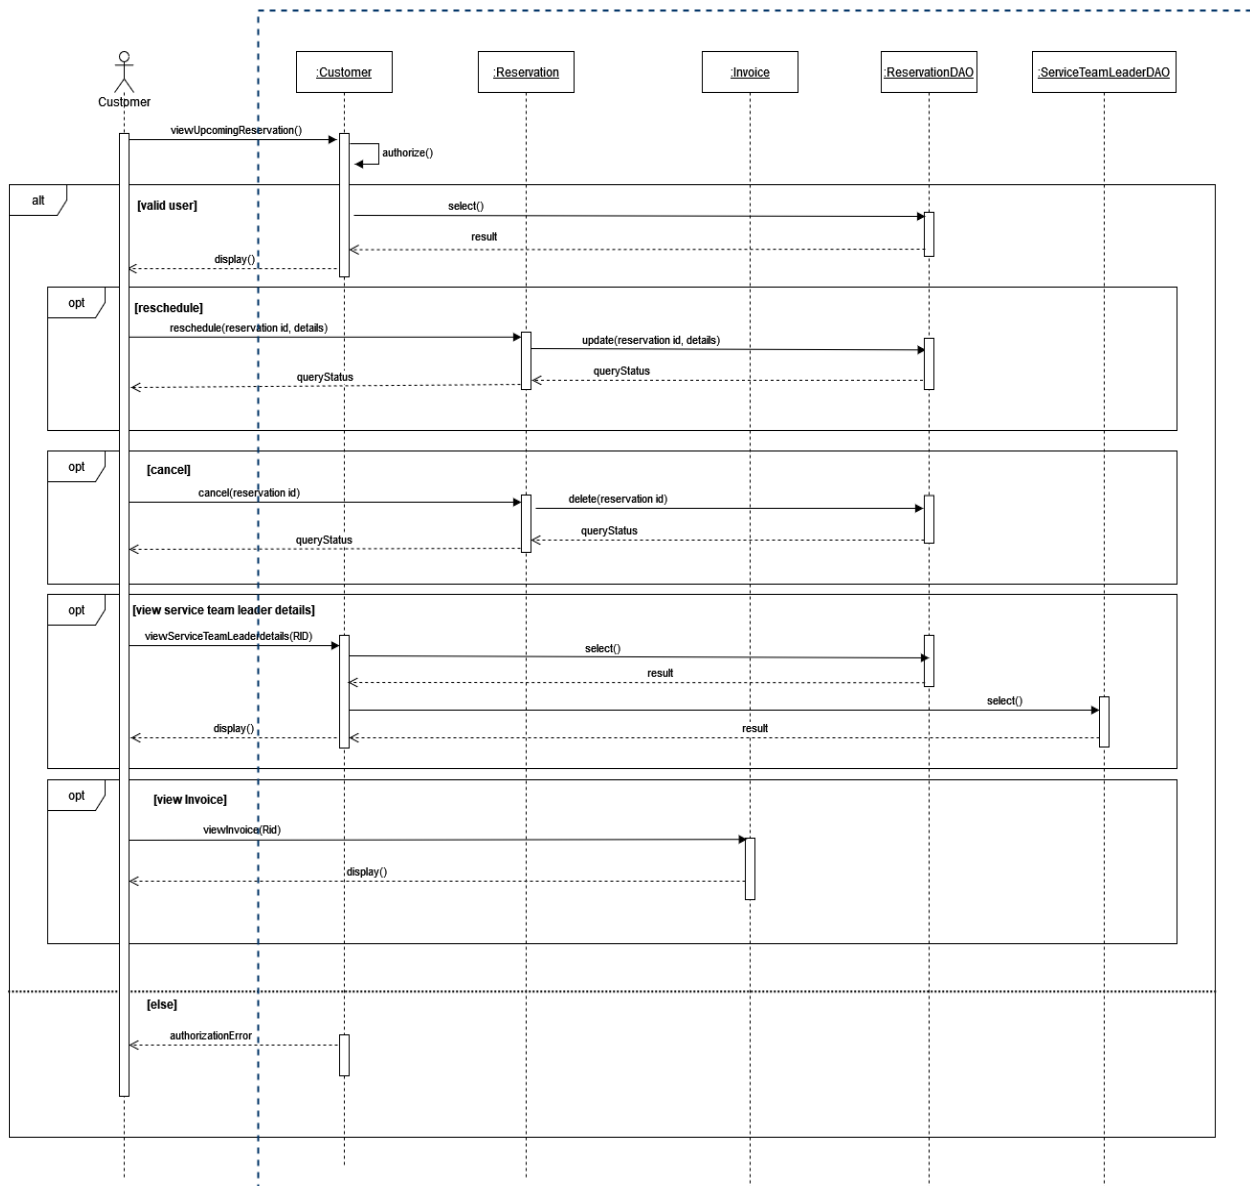 :Customer
:Reservation
:Invoice
:ReservationDAO
:ServiceTeamLeaderDAO
Customer
viewUpcomingReservation()
authorize()
alt
[valid user]
select()
result
display()
opt
[reschedule]
reschedule(reservation id, details)
update(reservation id, details)
queryStatus
queryStatus
opt
[cancel]
cancel(reservation id)
delete(reservation id)
queryStatus
queryStatus
opt
[view service team leader details]
viewServiceTeamLeaderdetails(RID)
select()
result
select()
display()
result
opt
[view Invoice]
viewInvoice(Rid)
display()
[else]
authorizationError